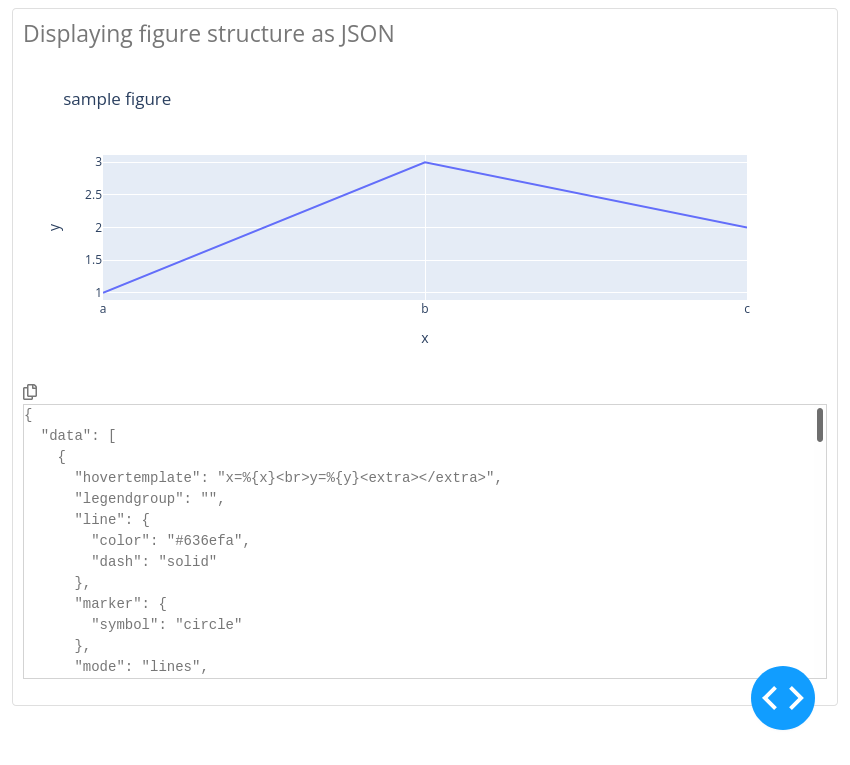 Displaying figure structure as JSON
sample figure
3
2.5
2
1.5
1
y
a b c
x
{
  "data": [
    {
      "hovertemplate": "x=%{x}<br>y=%{y}<extra></extra>",
      "legendgroup": "",
      "line": {
        "color": "#636efa",
        "dash": "solid"
      },
      "marker": {
        "symbol": "circle"
      },
      "mode": "lines",